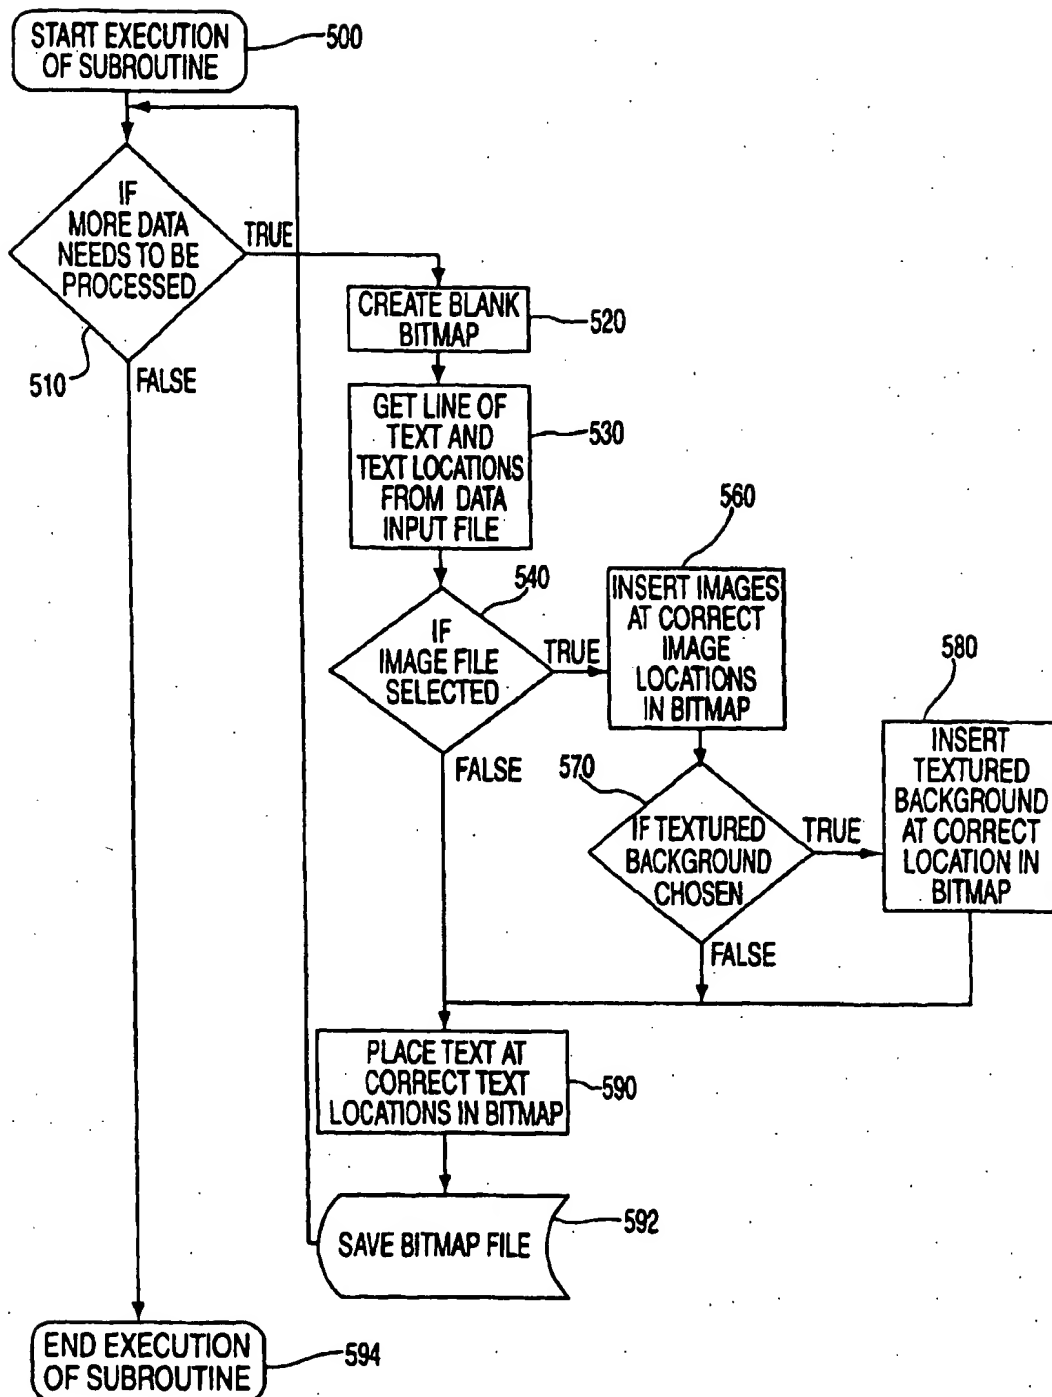 START EXECUTION
OF SUBROUTINE
500
IF
MORE DATA
NEEDS TO BE
PROCESSED
TRUE
510
FALSE
CREATE BLANK
BITMAP
520
GET LINE OF
TEXT AND
TEXT LOCATIONS
FROM DATA
INPUT FILE
530
540
IF
IMAGE FILE
SELECTED
TRUE
FALSE
560
INSERT IMAGES
AT CORRECT
IMAGE
LOCATIONS
IN BITMAP
570
IF TEXTURED
BACKGROUND
CHOSEN
TRUE
FALSE
580
INSERT
TEXTURED
BACKGROUND
AT CORRECT
LOCATION IN
BITMAP
PLACE TEXT AT
CORRECT TEXT
LOCATIONS IN BITMAP
590
SAVE BITMAP FILE
592
END EXECUTION
OF SUBROUTINE
594